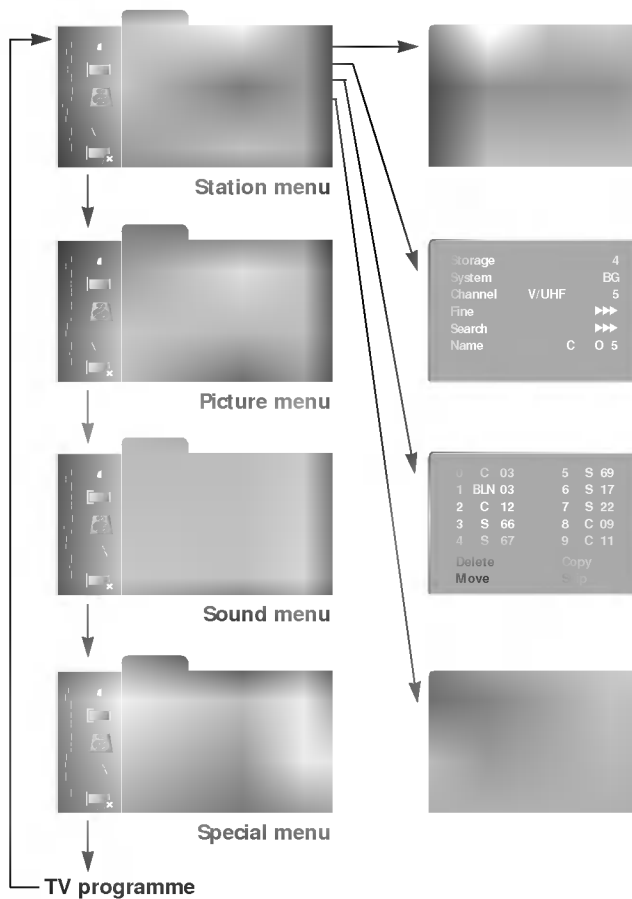 Station menu
Storage 4
System BG
Channel V/UHF 5
Fine ►►►
Search ►►►
Name C O 5
Picture menu
0 C 03 5 S 69
1 BLN 03 6 S 17
2 C 12 7 S 22
3 S 66 8 C 09
4 S 67 9 C 11
Delete Copy
Move Skip
Sound menu
Special menu
TV programme